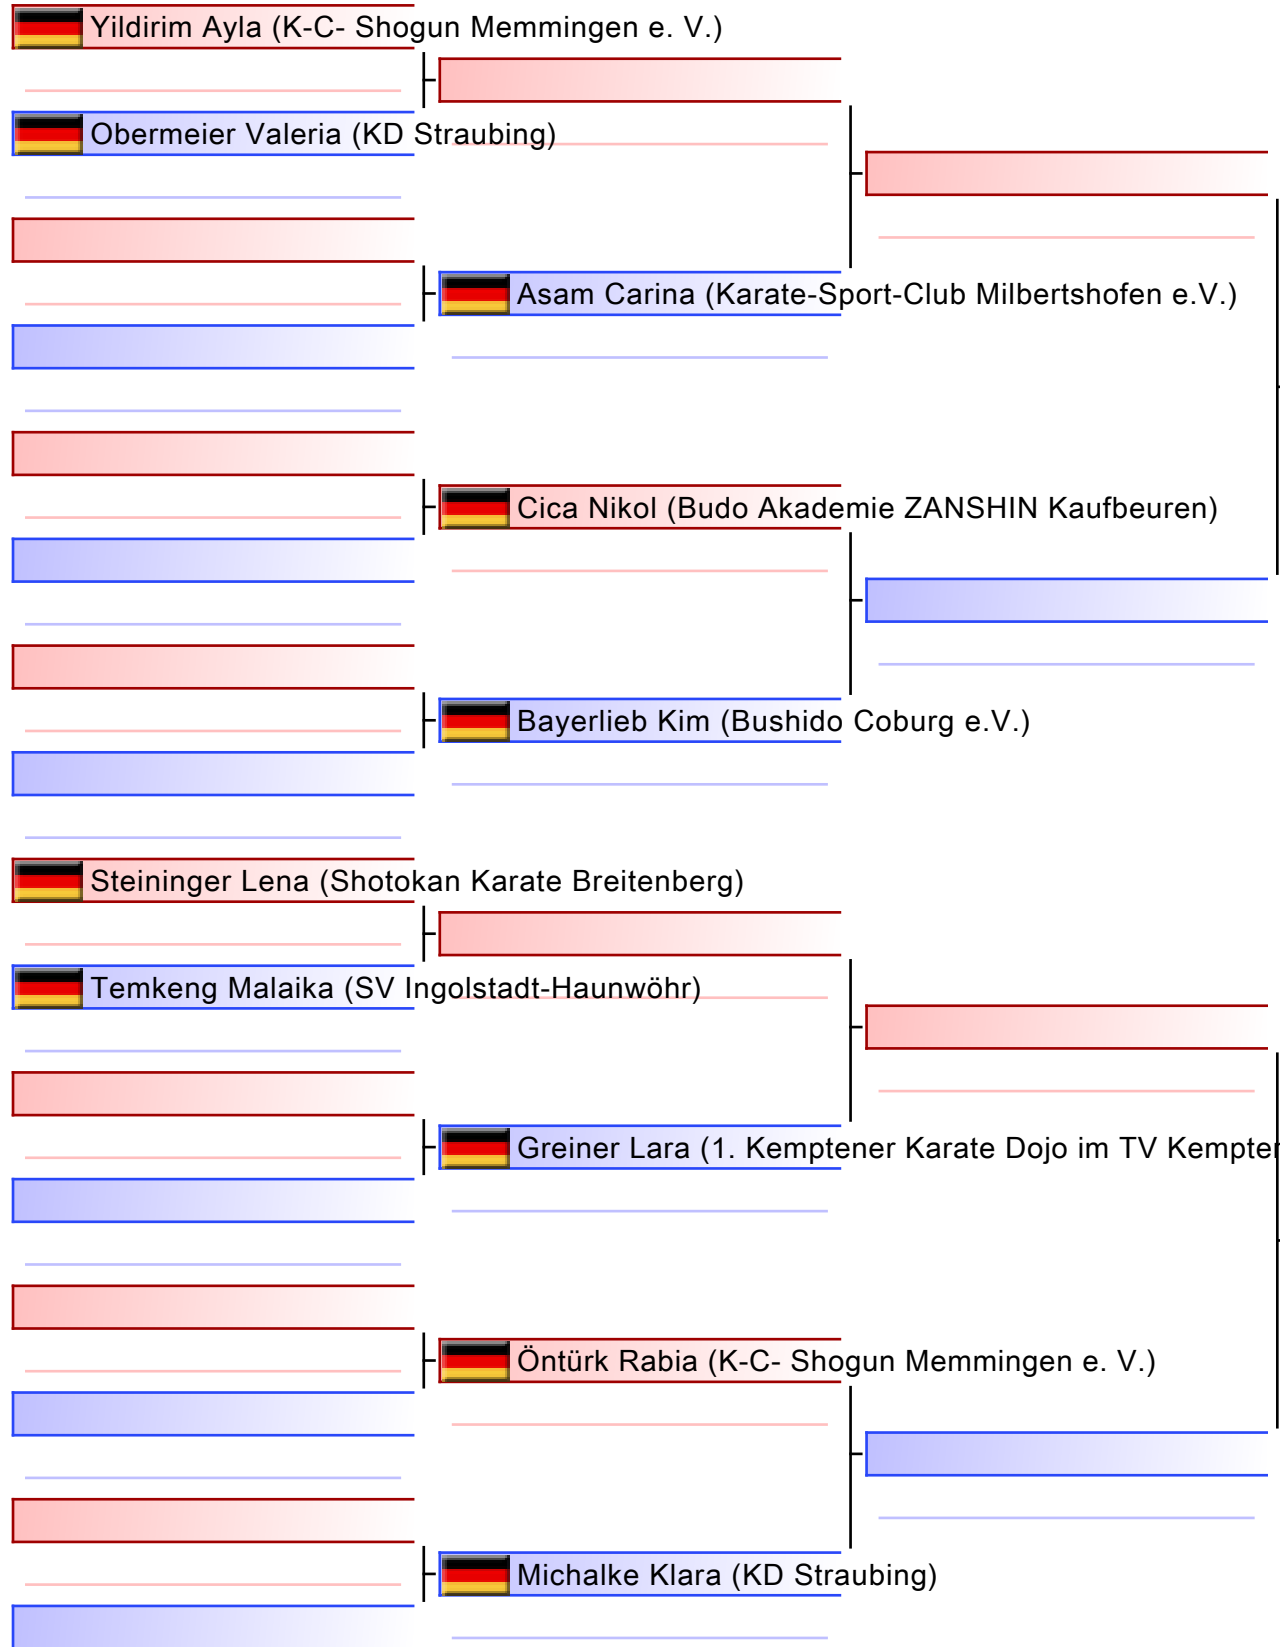 Yildirim Ayla (K-C- Shogun Memmingen e. V.)
Obermeier Valeria (KD Straubing)
Asam Carina (Karate-Sport-Club Milbertshofen e.V.)
Cica Nikol (Budo Akademie ZANSHIN Kaufbeuren)
Bayerlieb Kim (Bushido Coburg e.V.)
Steininger Lena (Shotokan Karate Breitenberg)
Temkeng Malaika (SV Ingolstadt-Haunwöhr)
Greiner Lara (1. Kemptener Karate Dojo im TV Kempten
Öntürk Rabia (K-C- Shogun Memmingen e. V.)
Michalke Klara (KD Straubing)